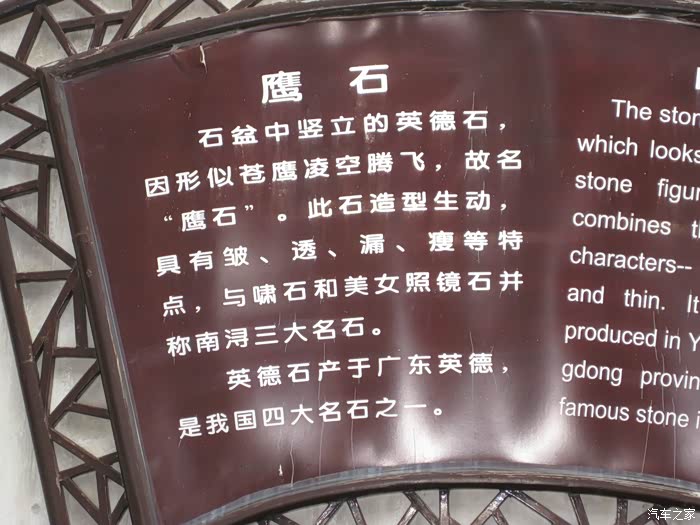 鹰石
石盆中竖立的英德石，
因形似苍鹰凌空腾飞，故名
“鹰石”。此石造型生动，
具有皱、透、漏、瘦等特
点，与啸石和美女照镜石并
称南浔三大名石。
英德石产于广东英德，
是我国四大名石之一。
The ston
which looks
stone figur
combines th
characters--
and thin. It
produced in Y
gdong provin
famous stone i
汽车之家